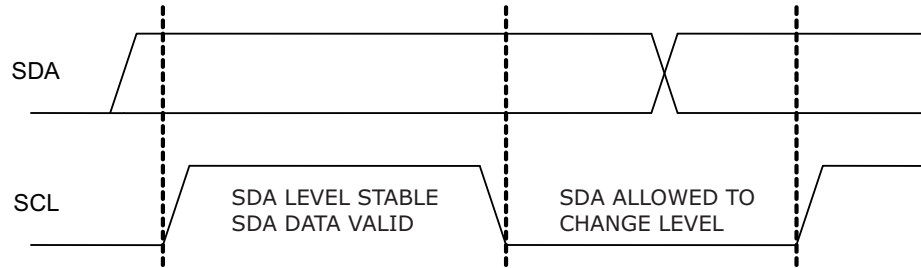 SDA
SCL
SDA LEVEL STABLE
SDA DATA VALID
SDA ALLOWED TO
CHANGE LEVEL